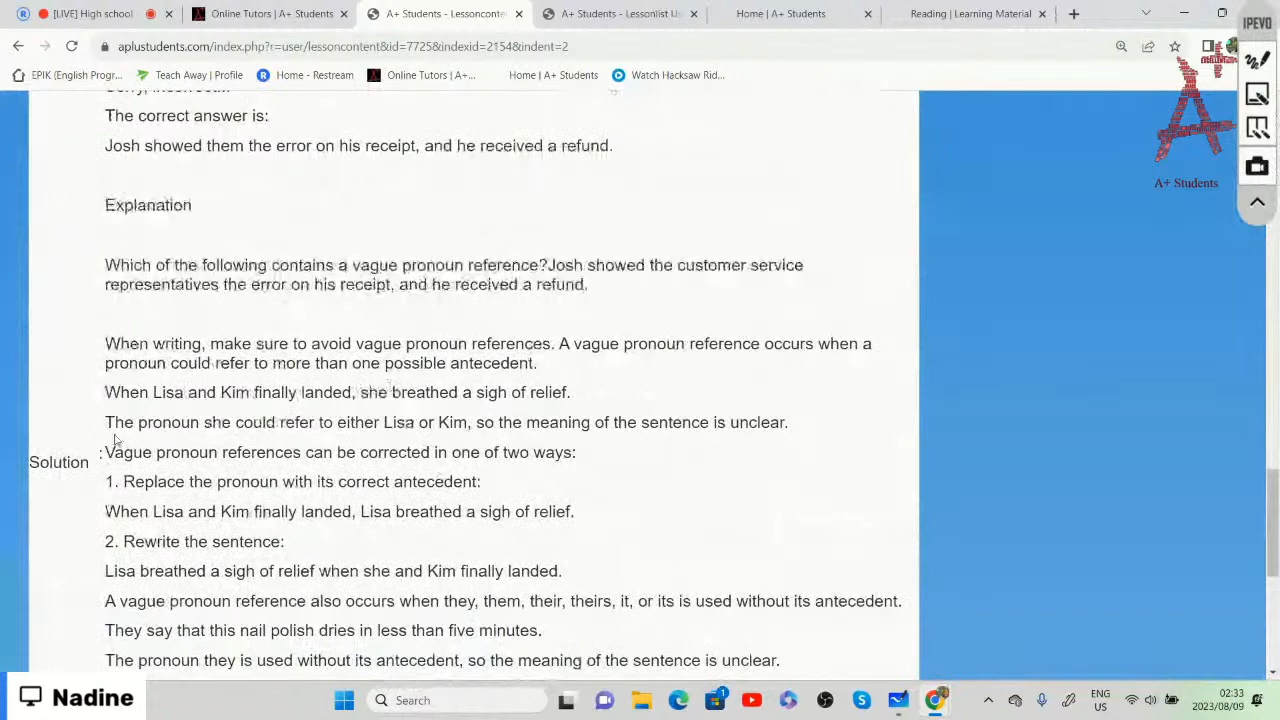 [LIVE] on
Online Tutors | A+ Students
A+ Students - Lessonconte
A+ Students - Lessonlist Us
Home | A+ Students
Reading | Learning Material
IPEVO
aplustudents.com/index.php?r=user/lessoncontent&id=7725&indexid=2154&indent=2
EPIK (English Progr...
Teach Away | Profile
Home - Restream
Online Tutors | A+...
Home | A+ Students
Watch Hacksaw Rid...
The correct answer is:
Josh showed them the error on his receipt, and he received a refund.
A+ Students
Explanation
Which of the following contains a vague pronoun reference?Josh showed the customer service
representatives the error on his receipt, and he received a refund.
When writing, make sure to avoid vague pronoun references. A vague pronoun reference occurs when a
pronoun could refer to more than one possible antecedent.
When Lisa and Kim finally landed, she breathed a sigh of relief.
The pronoun she could refer to either Lisa or Kim, so the meaning of the sentence is unclear.
Solution :
Vague pronoun references can be corrected in one of two ways:
1. Replace the pronoun with its correct antecedent:
When Lisa and Kim finally landed, Lisa breathed a sigh of relief.
2. Rewrite the sentence:
Lisa breathed a sigh of relief when she and Kim finally landed.
A vague pronoun reference also occurs when they, them, their, theirs, it, or its is used without its antecedent.
They say that this nail polish dries in less than five minutes.
The pronoun they is used without its antecedent, so the meaning of the sentence is unclear.
Nadine
Search
1
ENG
US
02:33
2023/08/09